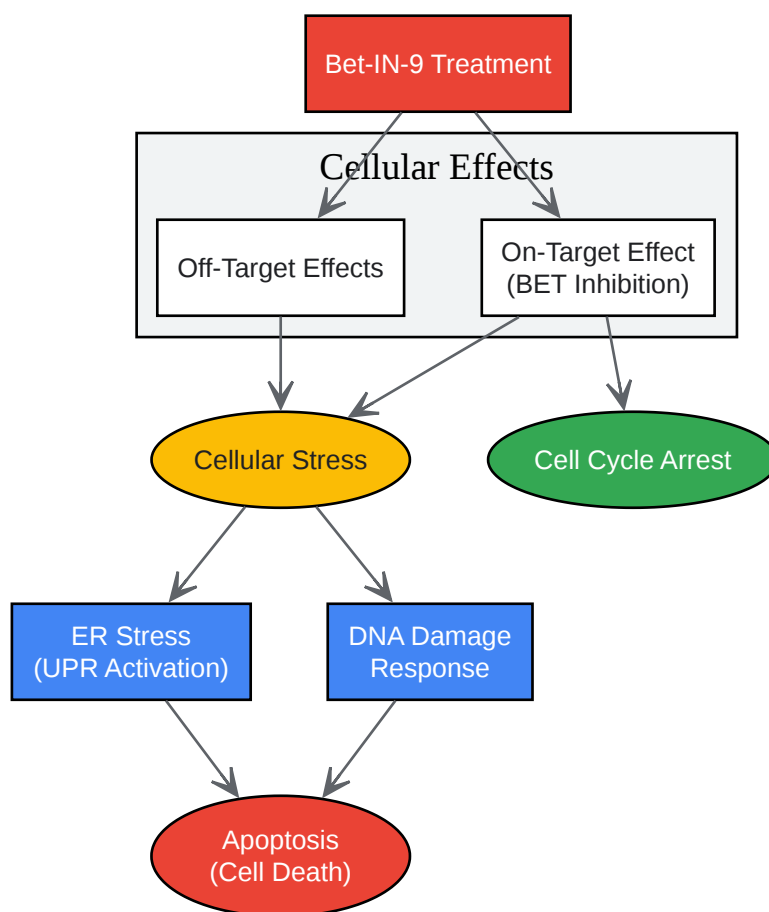 Bet-IN-9 Treatment
Cellular Effects
Off-Target Effects
On-Target Effect
(BET Inhibition)
Cellular Stress
Cell Cycle Arrest
ER Stress
(UPR Activation)
DNA Damage
Response
Apoptosis
(Cell Death)